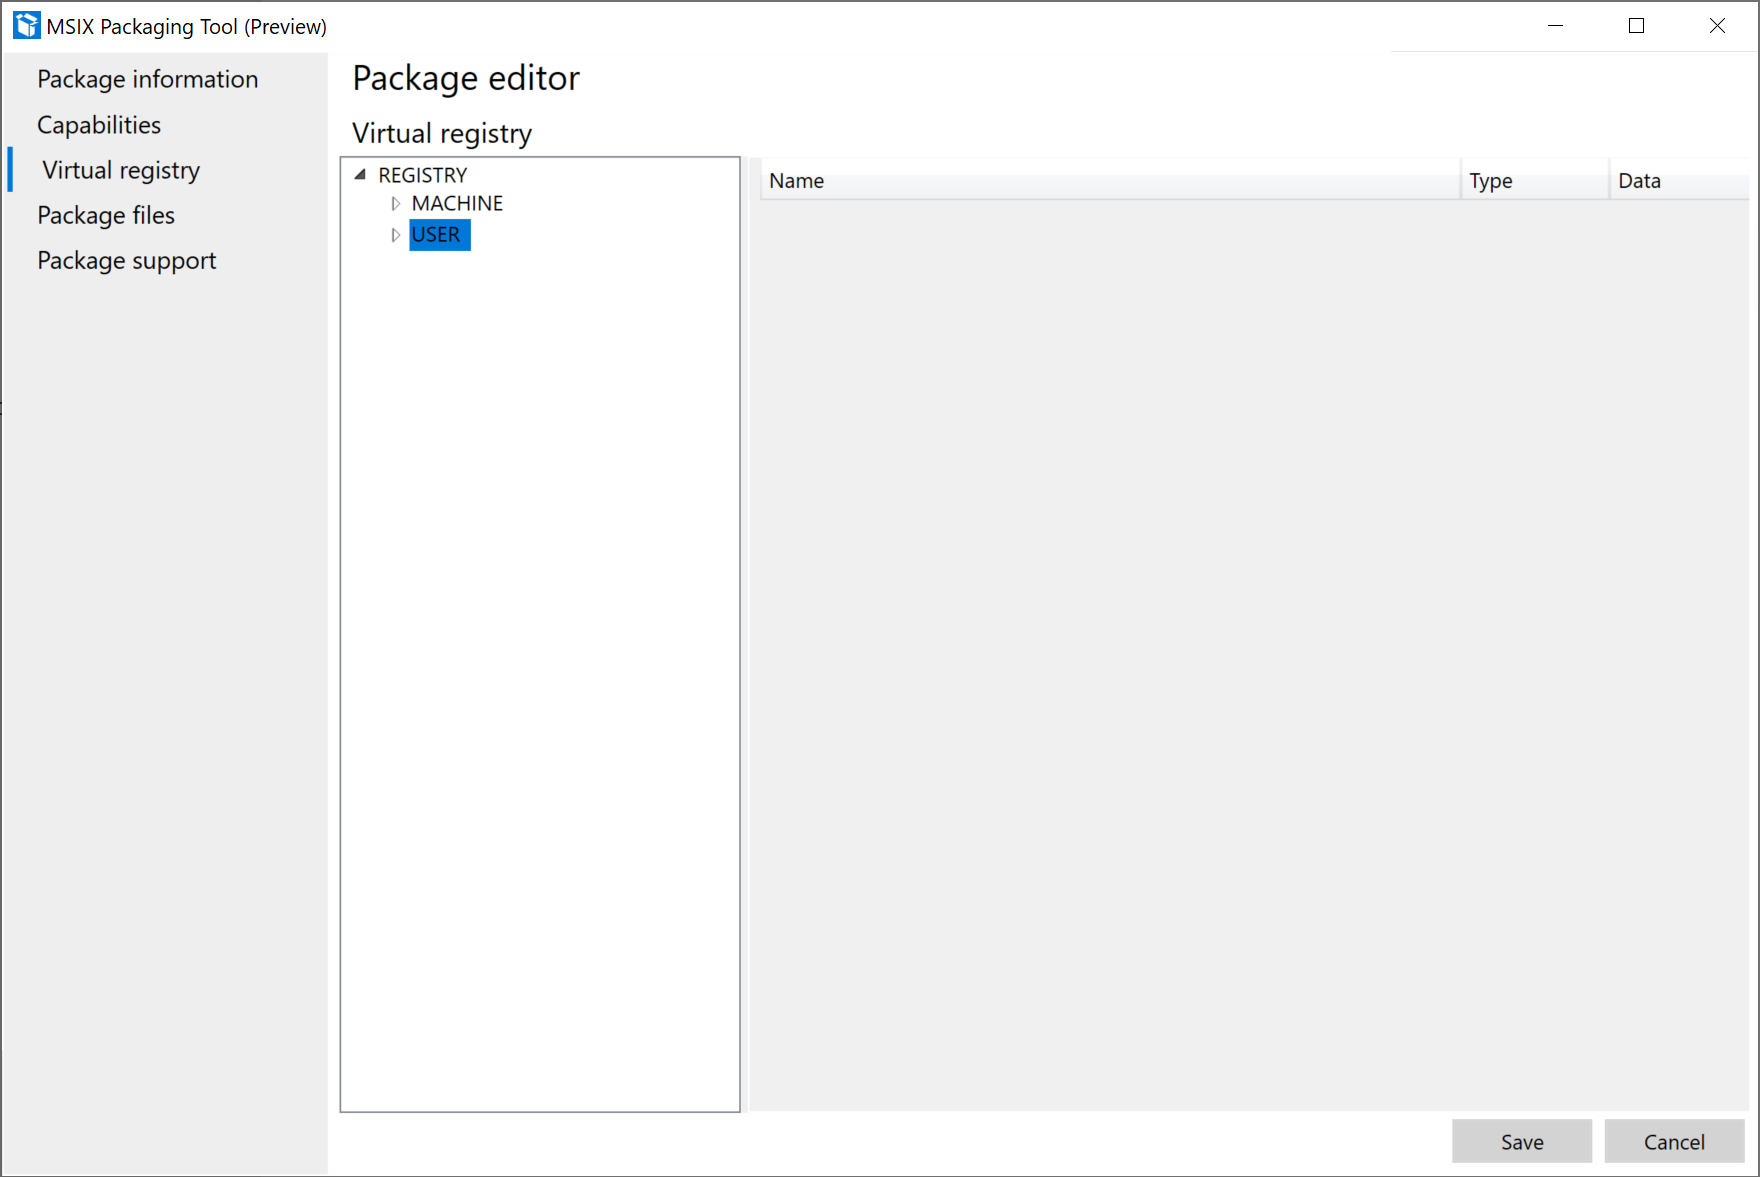 MSIX Packaging Tool (Preview)
Package information
Capabilities
Virtual registry
Package files
Package support
Package editor
Virtual registry
REGISTRY
MACHINE
USER
Name Type Data
Save Cancel